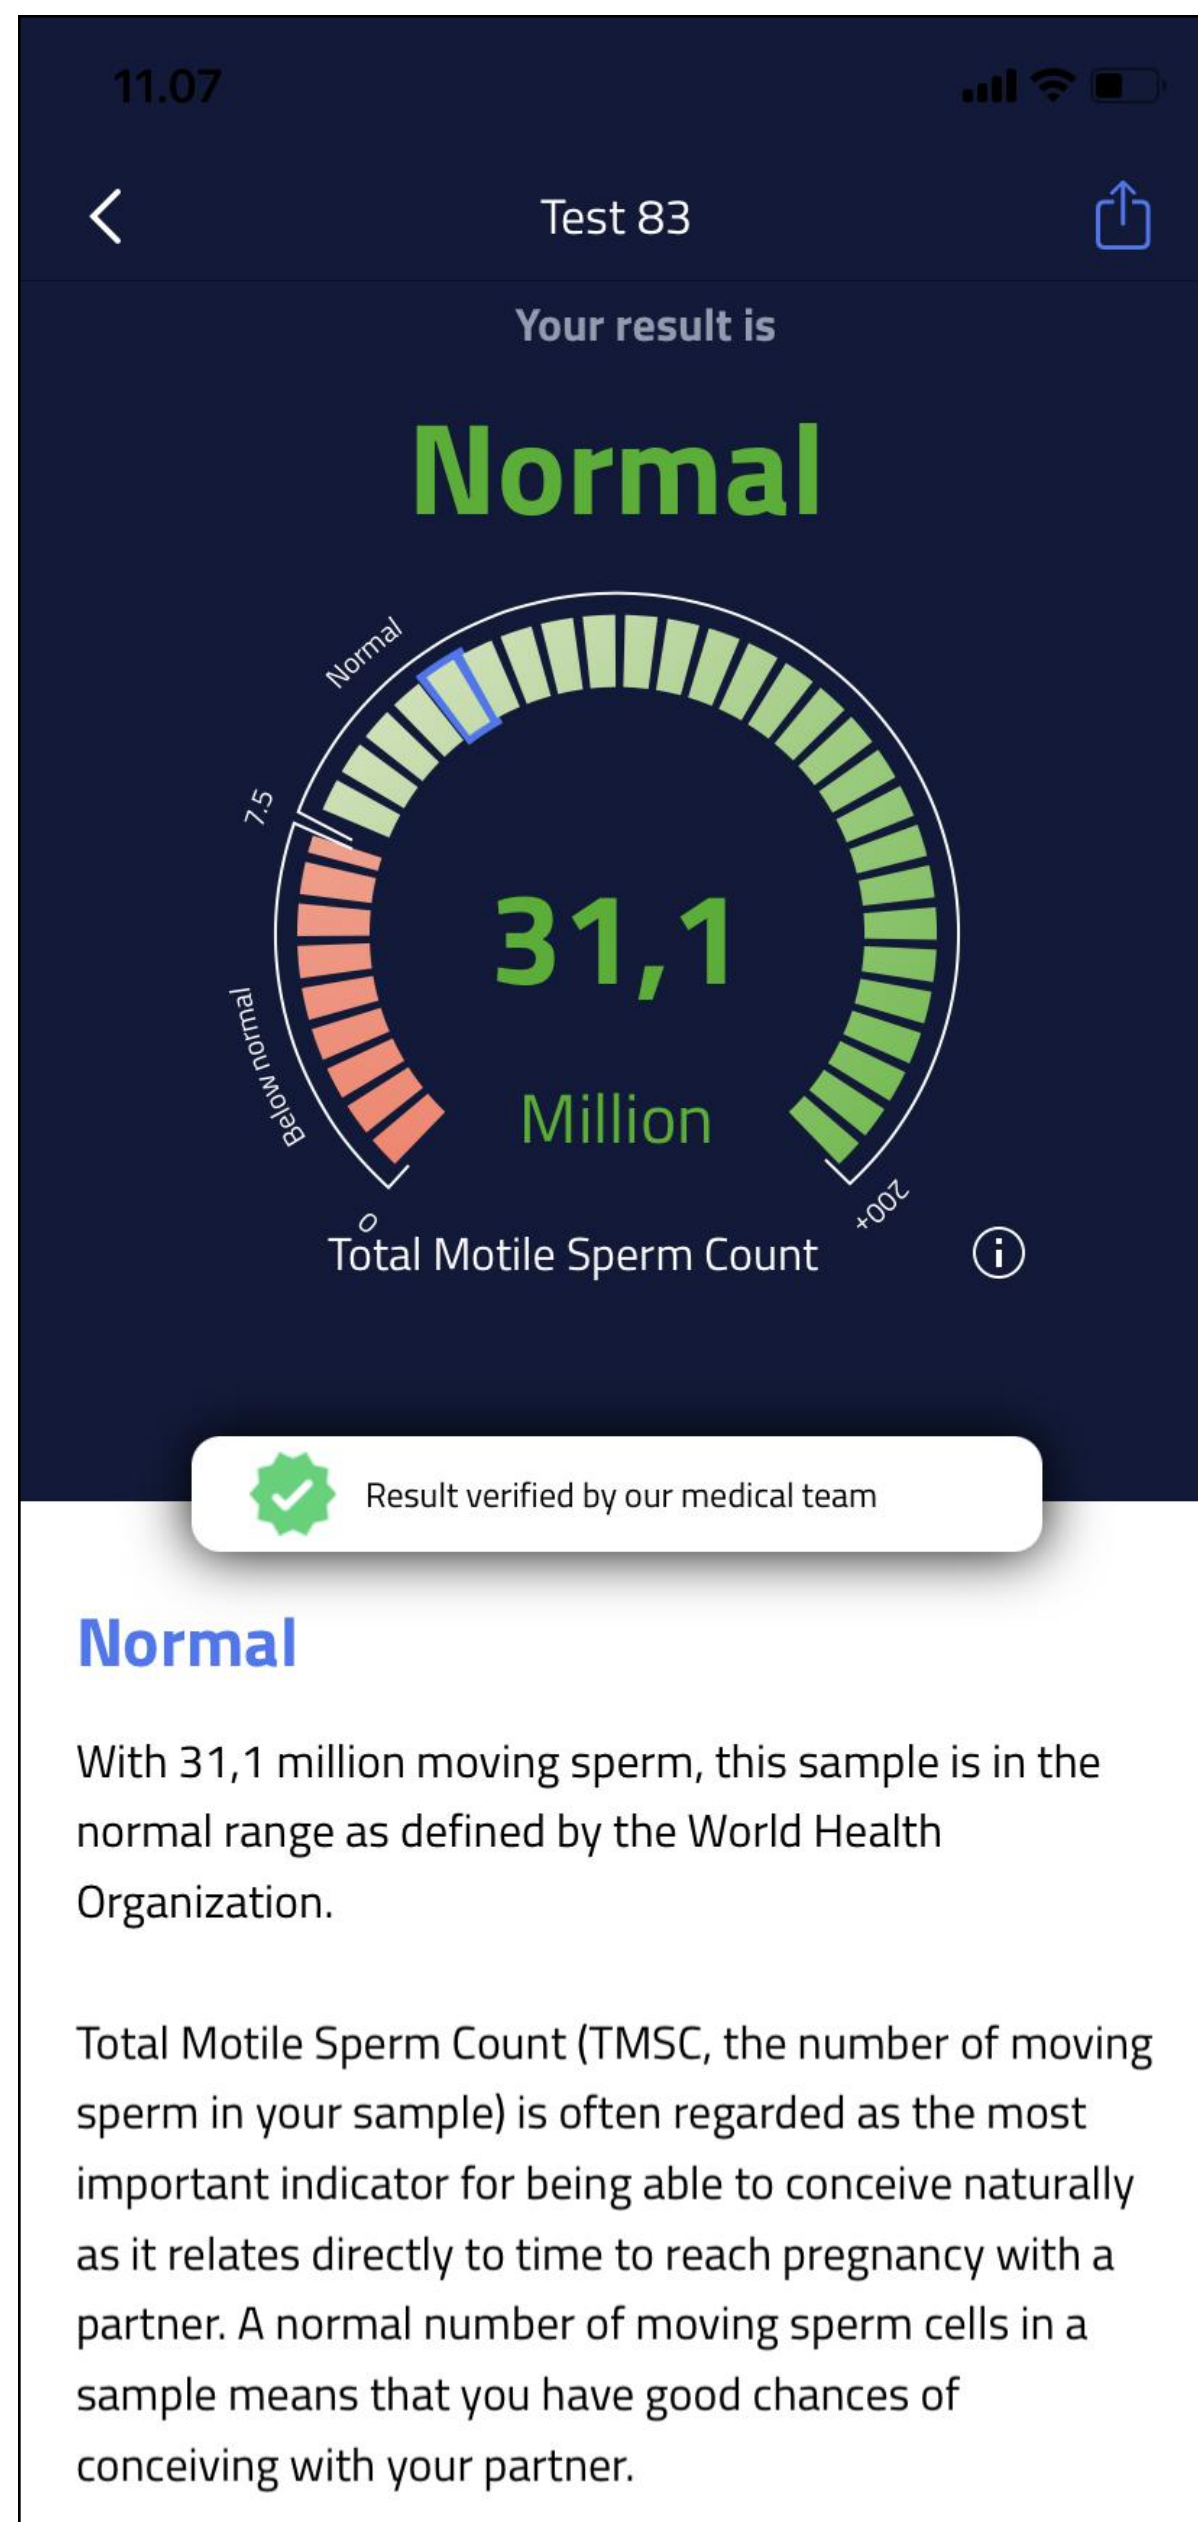 11.07
Test 83
Your result is
Normal
Normal
7.5
Below normal
31,1
Million
0
200+
Total Motile Sperm Count
i
Result verified by our medical team
Normal
With 31,1 million moving sperm, this sample is in the
normal range as defined by the World Health
Organization.
Total Motile Sperm Count (TMSC, the number of moving
sperm in your sample) is often regarded as the most
important indicator for being able to conceive naturally
as it relates directly to time to reach pregnancy with a
partner. A normal number of moving sperm cells in a
sample means that you have good chances of
conceiving with your partner.